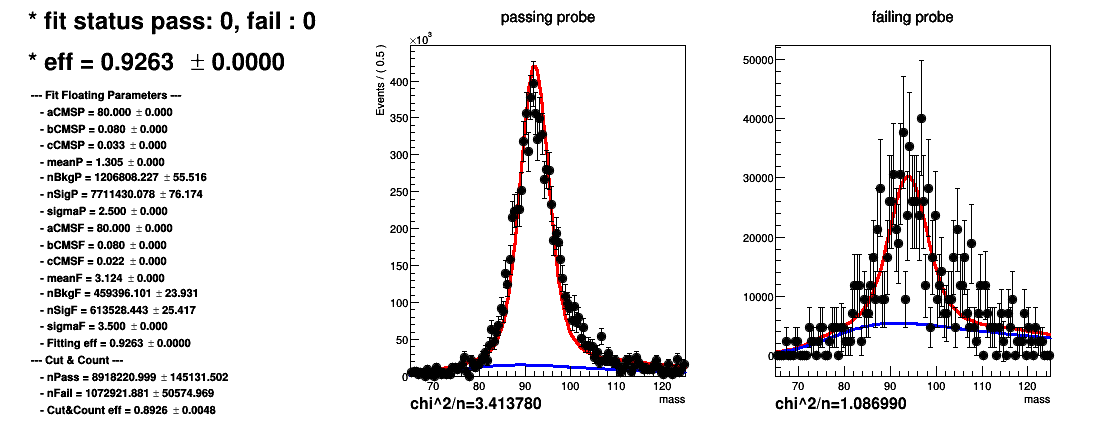 * fit status pass: 0, fail : 0
* eff = 0.9263 ± 0.0000
--- Fit Floating Parameters ---
- aCMSP = 80.000 ± 0.000
- bCMSP = 0.080 ± 0.000
- cCMSP = 0.033 ± 0.000
- meanP = 1.305 ± 0.000
- nBkgP = 1206808.227 ± 55.516
- nSigP = 7711430.078 ± 76.174
- sigmaP = 2.500 ± 0.000
- aCMSF = 80.000 ± 0.000
- bCMSF = 0.080 ± 0.000
- cCMSF = 0.022 ± 0.000
- meanF = 3.124 ± 0.000
- nBkgF = 459396.101 ± 23.931
- nSigF = 613528.443 ± 25.417
- sigmaF = 3.500 ± 0.000
- Fitting eff = 0.9263 ± 0.0000
--- Cut & Count ---
- nPass = 8918220.999 ± 145131.502
- nFail = 1072921.881 ± 50574.969
- Cut&Count eff = 0.8926 ± 0.0048
passing probe
×10³
Events / ( 0.5 )
400
350
300
250
200
150
100
50
0
70 80 90 100 110 120
mass
chi^2/n=3.413780
failing probe
50000
40000
30000
20000
10000
0
70 80 90 100 110 120
mass
chi^2/n=1.086990